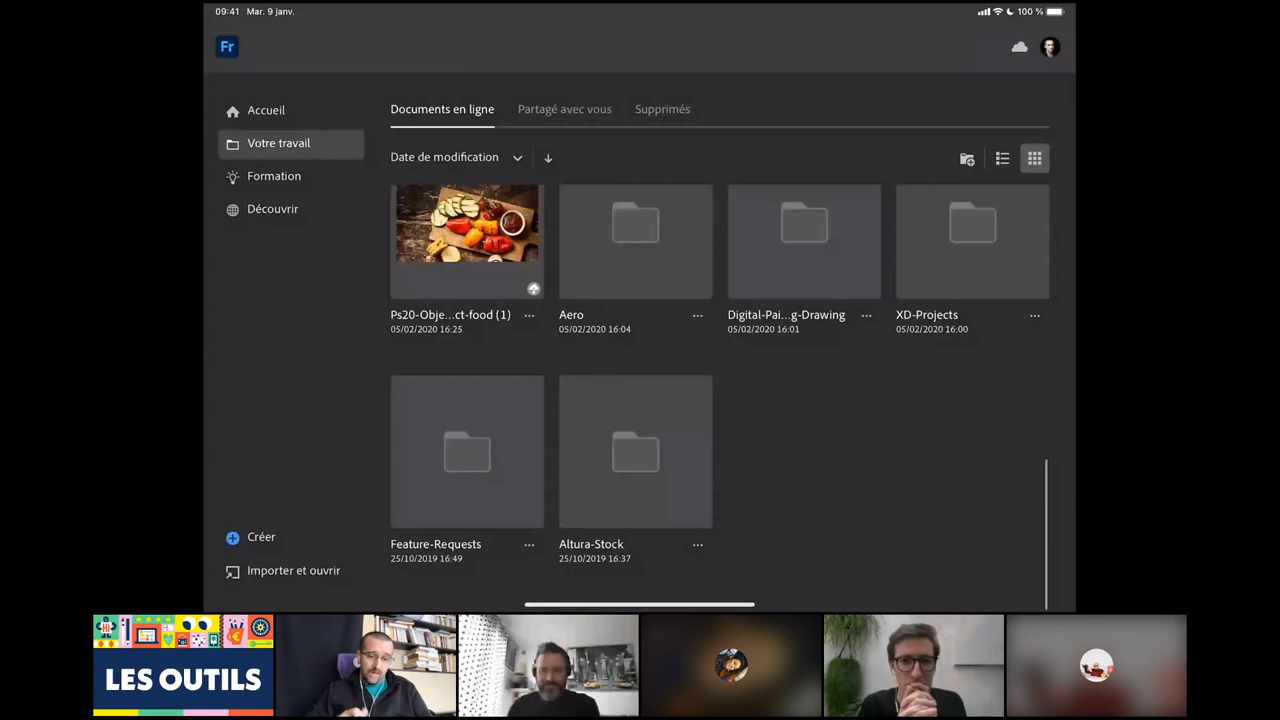 09:41 Mar. 9 janv.
100 %
Fr
Accueil
Votre travail
Formation
Découvrir
Documents en ligne Partagé avec vous Supprimés
Date de modification
Ps20-Obje...ct-food (1)
05/02/2020 16:25
Aero
05/02/2020 16:04
Digital-Pai...g-Drawing
05/02/2020 16:01
XD-Projects
05/02/2020 16:00
Feature-Requests
25/10/2019 16:49
Altura-Stock
25/10/2019 16:37
Créer
Importer et ouvrir
LES OUTILS